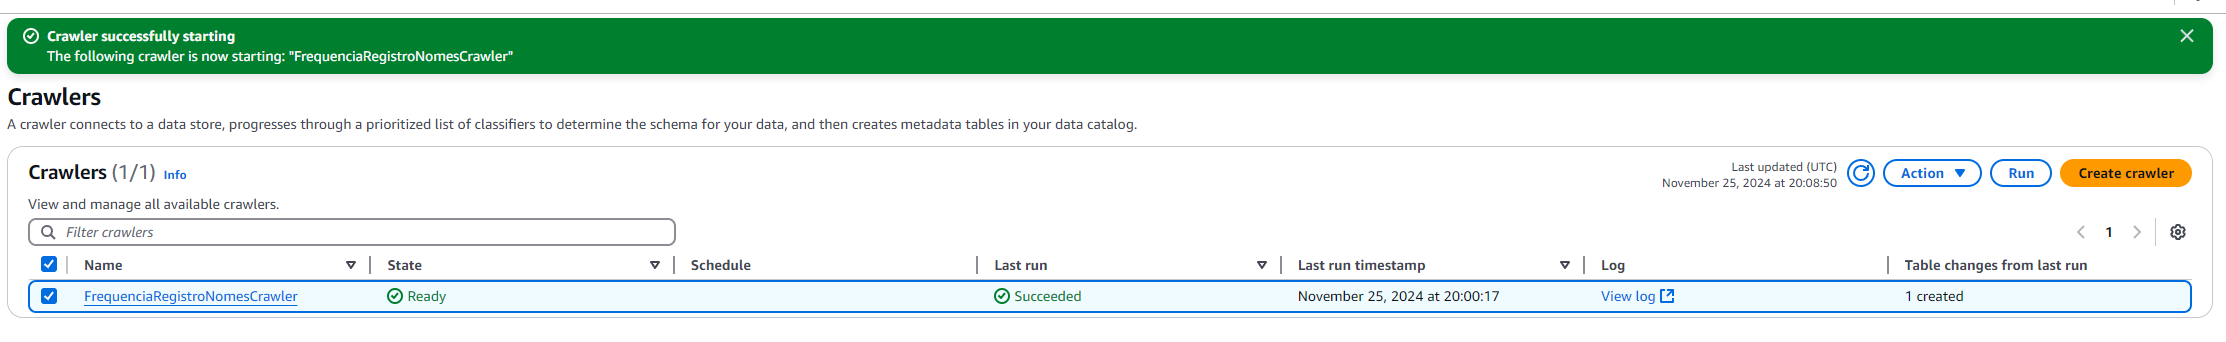 Crawler successfully starting
The following crawler is now starting: "FrequenciaRegistroNomesCrawler"
Crawlers
A crawler connects to a data store, progresses through a prioritized list of classifiers to determine the schema for your data, and then creates metadata tables in your data catalog.
Crawlers (1/1) Info
Last updated (UTC)
November 25, 2024 at 20:08:50
Action
Run
Create crawler
View and manage all available crawlers.
Filter crawlers
1
Name State Schedule Last run Last run timestamp Log Table changes from last run
FrequenciaRegistroNomesCrawler Ready Succeeded November 25, 2024 at 20:00:17 View log 1 created